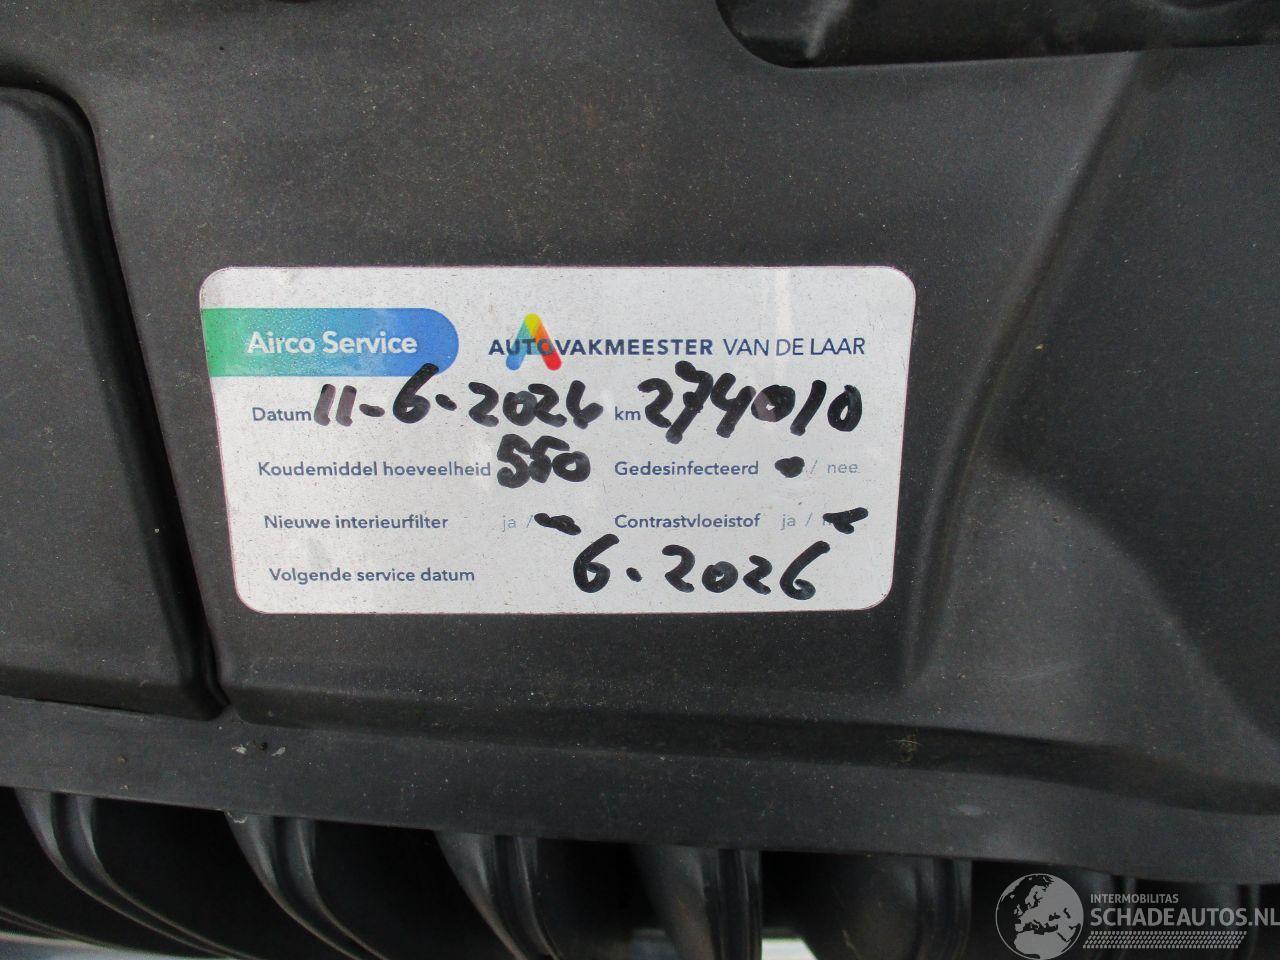 Airco Service AUTOVAKMEESTER VAN DE LAAR
Datum 11-6-2024 km 274010
Koudemiddel hoeveelheid 550 Gedesinfecteerd / nee
Nieuwe interieurfilter ja / Contrastvloeistof ja /
Volgende service datum 6-2026
INTERMOBILITAS
SCHADEAUTOS.NL